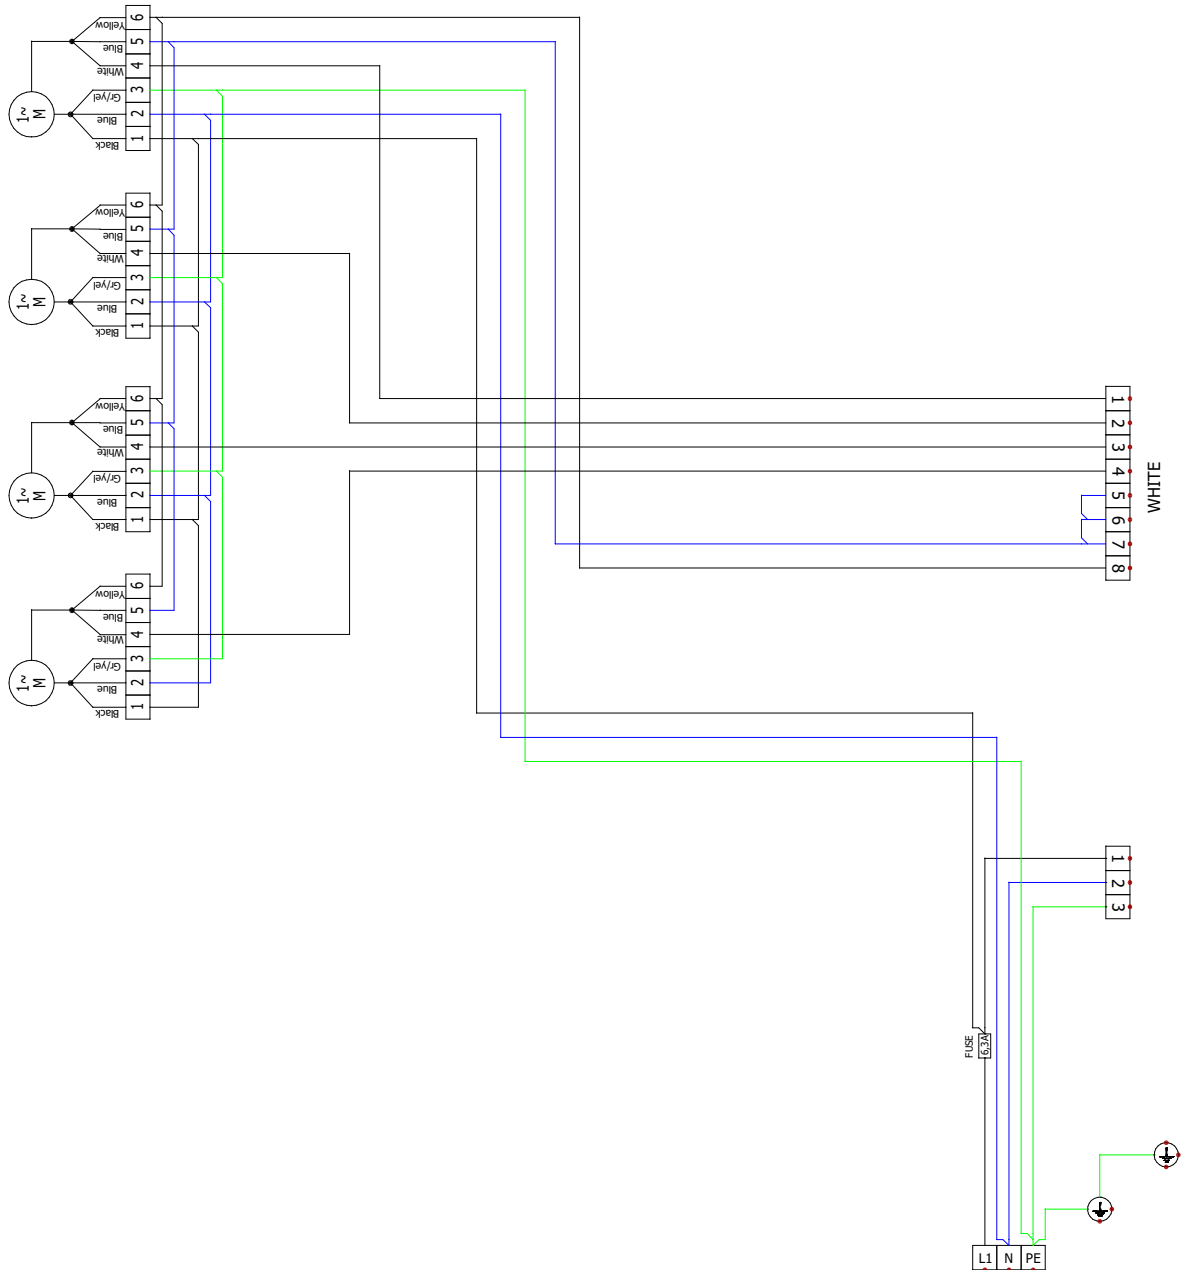 6
Yellow
5
Blue
4
White
3
Gr/yel
2
Blue
1
Black
1~
M
6
Yellow
5
Blue
4
White
3
Gr/yel
2
Blue
1
Black
1~
M
6
Yellow
5
Blue
4
White
3
Gr/yel
2
Blue
1
Black
1~
M
6
Yellow
5
Blue
4
White
3
Gr/yel
2
Blue
1
Black
1~
M
1
2
3
4
5
6
7
8
WHITE
1
2
3
FUSE
6,3A
L1 N PE